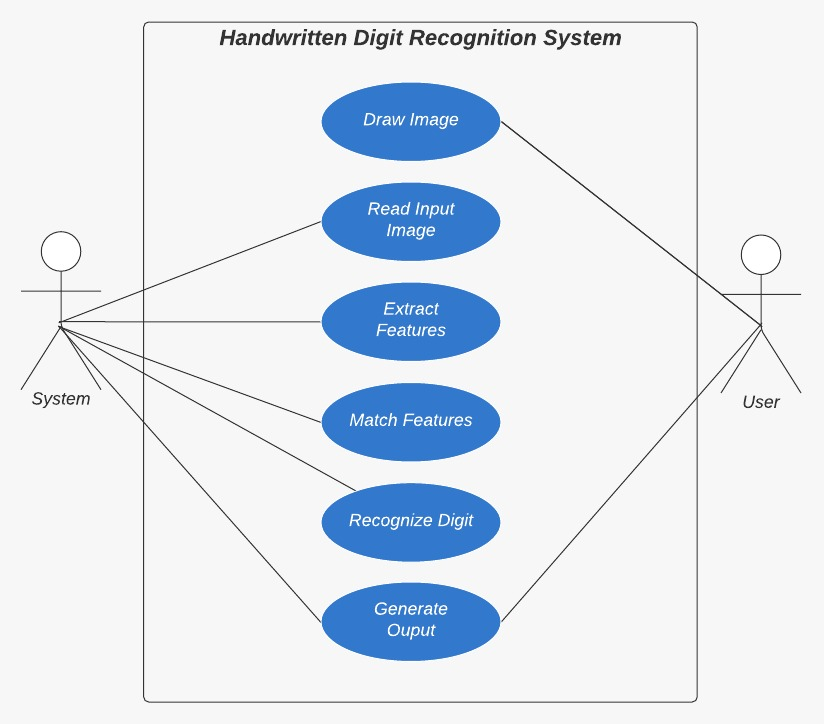 Handwritten Digit Recognition System
Draw Image
Read Input
Image
Extract
Features
Match Features
Recognize Digit
Generate
Ouput
System
User